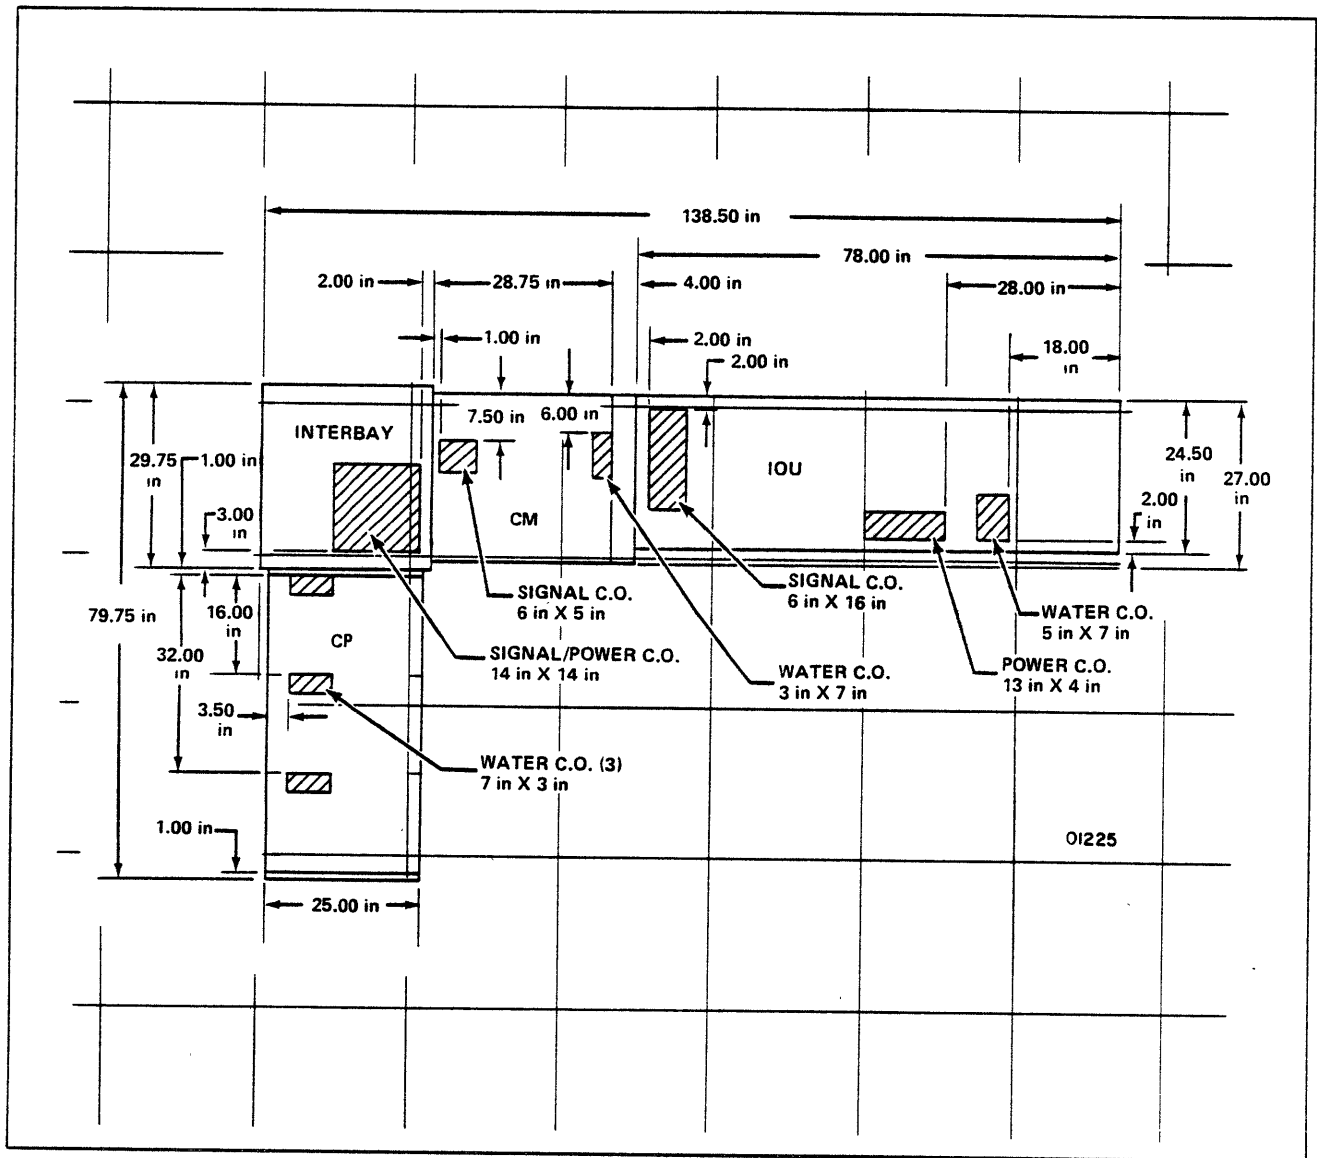 138.50 in
78.00 in
2.00 in
28.75 in
4.00 in
28.00 in
1.00 in
2.00 in
2.00 in
18.00
in
7.50 in
6.00 in
INTERBAY
29.75
in
1.00 in
3.00
in
CM
IOU
24.50
in
27.00
in
2.00
in
SIGNAL C.O.
6 in X 5 in
SIGNAL C.O.
6 in X 16 in
WATER C.O.
5 in X 7 in
79.75 in
16.00
in
CP
32.00
in
SIGNAL/POWER C.O.
14 in X 14 in
WATER C.O.
3 in X 7 in
POWER C.O.
13 in X 4 in
3.50
in
WATER C.O. (3)
7 in X 3 in
1.00 in
01225
25.00 in